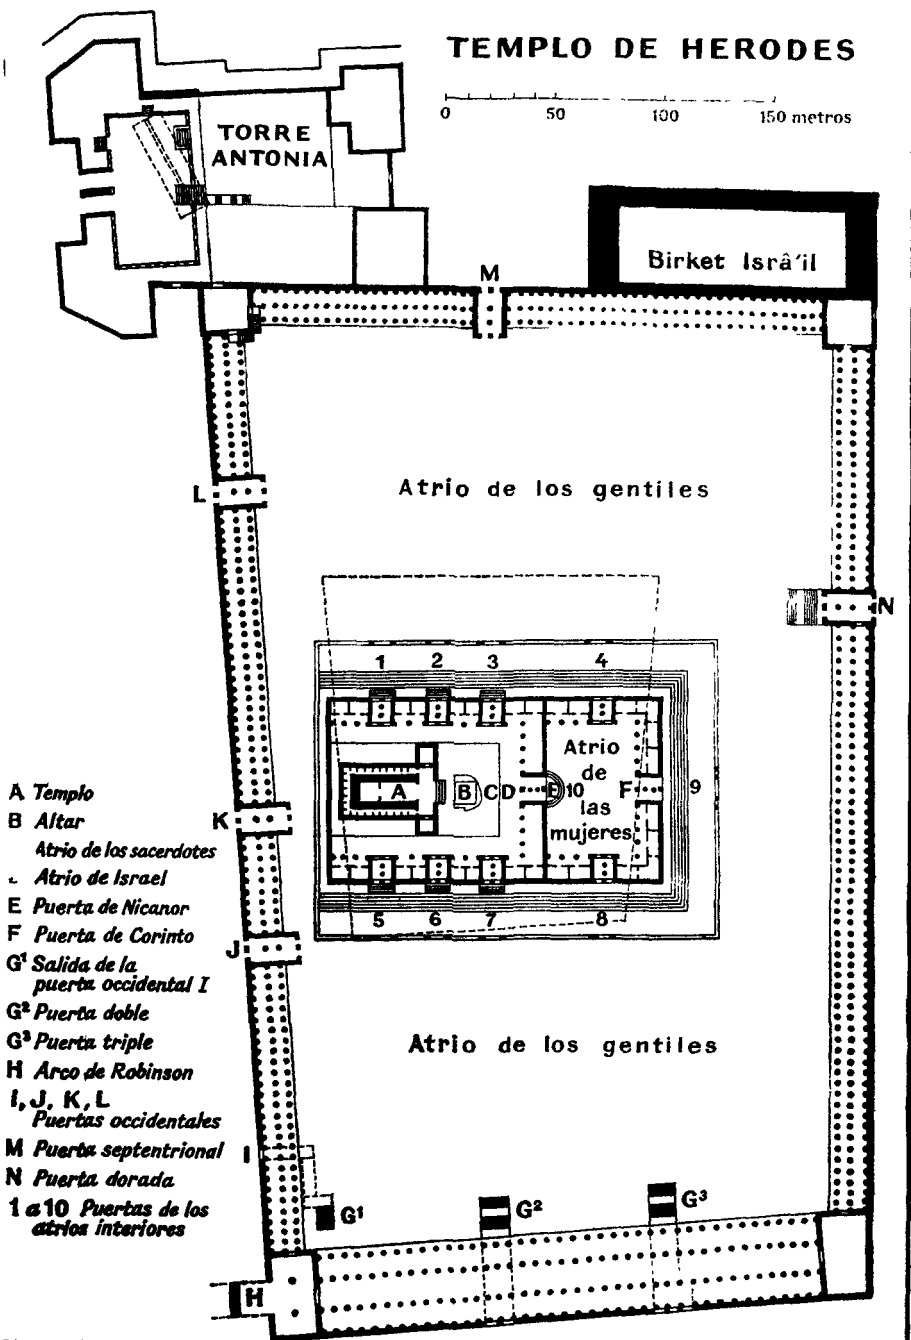 TEMPLO DE HERODES
0 50 100 150 metros
TORRE
ANTONIA
Birket Isrâ'il
M
L
Atrio de los gentiles
N
1 2 3 4
Atrio
de
las
mujeres
A B C D E 10 F 9
K
5 6 7 8
J
Atrio de los gentiles
I
G¹ G² G³
H
A Templo
B Altar
Atrio de los sacerdotes
Atrio de Israel
E Puerta de Nicanor
F Puerta de Corinto
G¹ Salida de la
puerta occidental I
G² Puerta doble
G³ Puerta triple
H Arco de Robinson
I, J, K, L
Puertas occidentales
M Puerta septentrional
N Puerta dorada
1 a 10 Puertas de los
atrios interiores